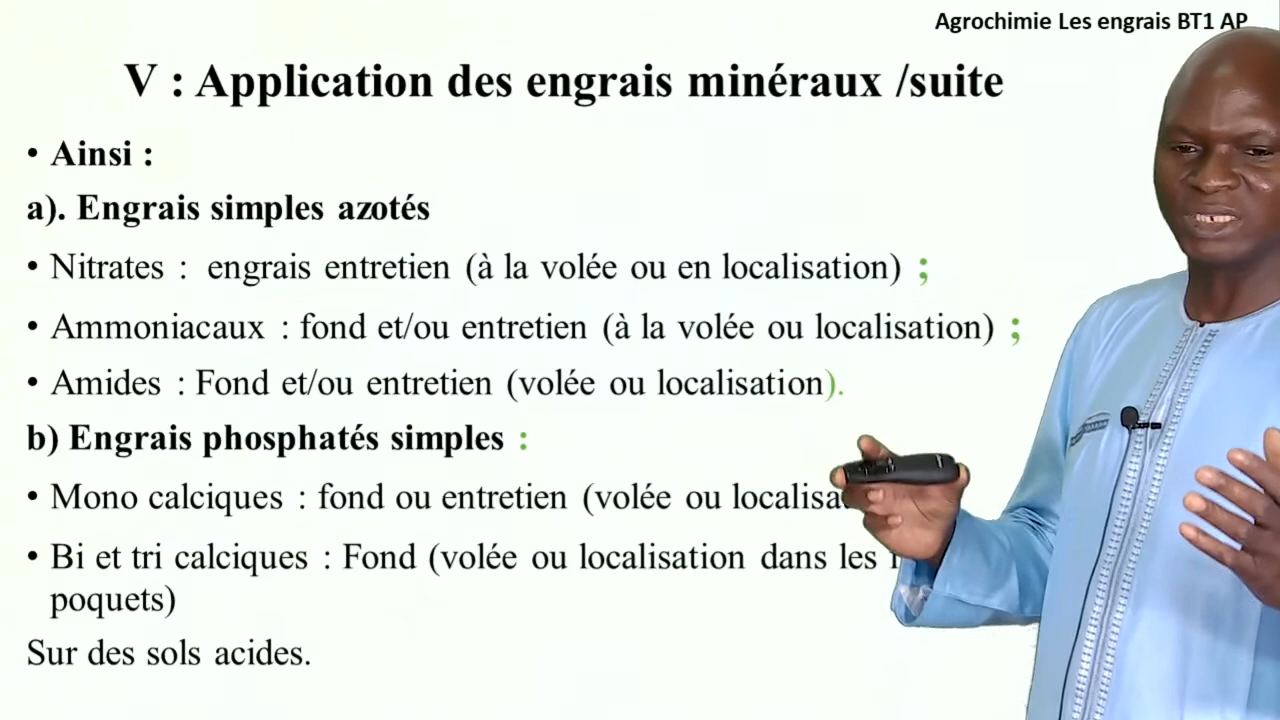 Agrochimie Les engrais BT1 AP
V : Application des engrais minéraux /suite
• Ainsi :
a). Engrais simples azotés
• Nitrates : engrais entretien (à la volée ou en localisation) ;
• Ammoniacaux : fond et/ou entretien (à la volée ou localisation) ;
• Amides : Fond et/ou entretien (volée ou localisation).
b) Engrais phosphatés simples :
• Mono calciques : fond ou entretien (volée ou
• Bi et tri calciques : Fond (volée ou localisation dans les
poquets)
Sur des sols acides.